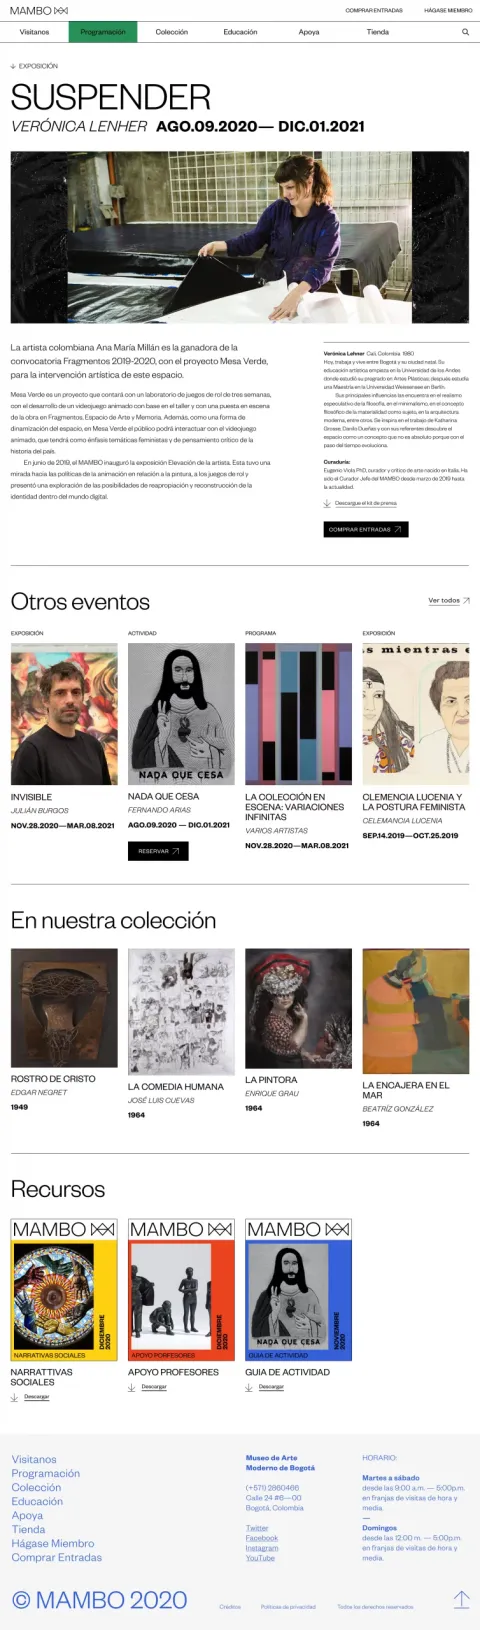 MAMBO
COMPRAR ENTRADAS
HÁGASE MIEMBRO
Visitanos
Programación
Colección
Educación
Apoya
Tienda
EXPOSICIÓN
SUSPENDER
VERÓNICA LENHER AGO.09.2020— DIC.01.2021
La artista colombiana Ana María Millán es la ganadora de la
convocatoria Fragmentos 2019-2020, con el proyecto Mesa Verde,
para la intervención artística de este espacio.
Mesa Verde es un proyecto que contará con un laboratorio de juegos de rol de tres semanas,
con el desarrollo de un videojuego animado con base en el taller y con una puesta en escena
de la obra en Fragmentos, Espacio de Arte y Memoria. Además, como una forma de
dinamización del espacio, en Mesa Verde el público podrá interactuar con el videojuego
animado, que tendrá como énfasis temáticas feministas y de pensamiento crítico de la
historia del país.
En junio de 2019, el MAMBO inauguró la exposición Elevación de la artista. Esta tuvo una
mirada hacia las políticas de la animación en relación a la pintura, a los juegos de rol y
presentó una exploración de las posibilidades de reapropiación y reconstrucción de la
identidad dentro del mundo digital.
Verónica Lehner Cali, Colombia. 1980
Hoy, trabaja y vive entre Bogotá y su ciudad natal. Su
educación artística empieza en la Universidad de los Andes
donde estudió su pregrado en Artes Plásticas; después estudia
una Maestría en la Universidad Weissensee en Berlín.
Sus principales influencias las encuentra en el realismo
especulativo de la filosofía, en el minimalismo, en el concepto
filosófico de la materialidad como sujeto, en la arquitectura
moderna, entre otros. Se inspira en el trabajo de Katharina
Grosse, Danilo Dueñas y con sus referentes descubre el
espacio como un concepto que no es absoluto porque con el
paso del tiempo evoluciona.
Curaduría:
Eugenio Viola PhD, curador y crítico de arte nacido en Italia. Ha
sido el Curador Jefe del MAMBO desde marzo de 2019 hasta
la actualidad.
Descargue el kit de prensa
COMPRAR ENTRADAS
Otros eventos
Ver todos
EXPOSICIÓN
ACTIVIDAD
PROGRAMA
EXPOSICIÓN
NADA QUE CESA
s mientras e
INVISIBLE
JULIÁN BURGOS
NOV.28.2020—MAR.08.2021
NADA QUE CESA
FERNANDO ARIAS
AGO.09.2020 — DIC.01.2021
RESERVAR
LA COLECCIÓN EN
ESCENA: VARIACIONES
INFINITAS
VARIOS ARTISTAS
NOV.28.2020—MAR.08.2021
CLEMENCIA LUCENIA Y
LA POSTURA FEMINISTA
CELEMANCIA LUCENIA
SEP.14.2019—OCT.25.2019
En nuestra colección
ROSTRO DE CRISTO
EDGAR NEGRET
1949
LA COMEDIA HUMANA
JOSÉ LUIS CUEVAS
1964
LA PINTORA
ENRIQUE GRAU
1964
LA ENCAJERA EN EL
MAR
BEATRÍZ GONZÁLEZ
1964
Recursos
MAMBO
DICIEMBRE
2020
NARRATIVAS SOCIALES
MAMBO
DICIEMBRE
2020
APOYO PORFESORES
MAMBO
NADA QUE CESA
NOVIEMBRE
2020
GUIA DE ACTIVIDAD
NARRATTIVAS
SOCIALES
Descargar
APOYO PROFESORES
Descargar
GUIA DE ACTIVIDAD
Descargar
Visitanos
Programación
Colección
Educación
Apoya
Tienda
Hágase Miembro
Comprar Entradas
Museo de Arte
Moderno de Bogotá
(+571) 2860466
Calle 24 #6—00
Bogotá, Colombia
Twitter
Facebook
Instagram
YouTube
HORARIO:
Martes a sábado
desde las 9:00 a.m. — 5:00p.m.
en franjas de visitas de hora y
media.
—
Domingos
desde las 12:00 m. — 5:00p.m.
en franjas de visitas de hora y
media.
© MAMBO 2020
Créditos
Políticas de privacidad
Todos los derechos reservados